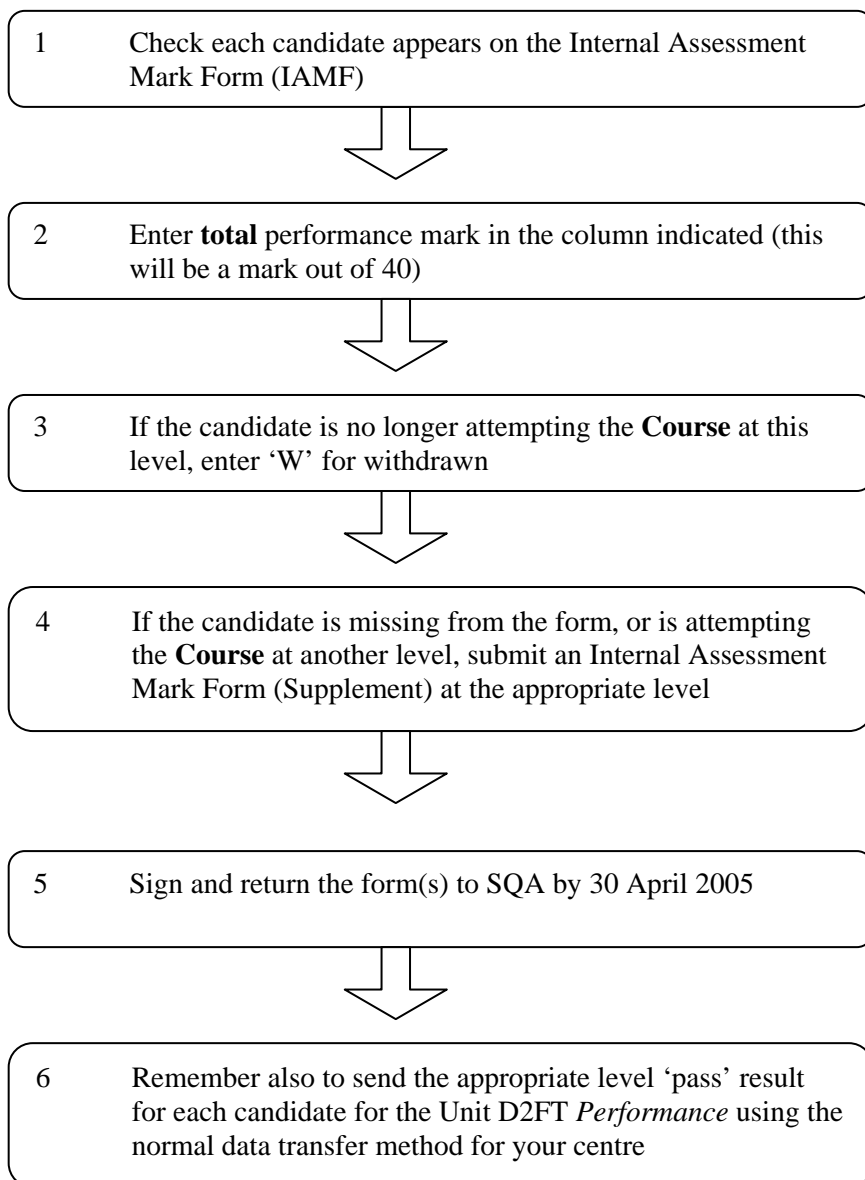 1 Check each candidate appears on the Internal Assessment
Mark Form (IAMF)
2 Enter total performance mark in the column indicated (this
will be a mark out of 40)
3 If the candidate is no longer attempting the Course at this
level, enter ‘W’ for withdrawn
4 If the candidate is missing from the form, or is attempting
the Course at another level, submit an Internal Assessment
Mark Form (Supplement) at the appropriate level
5 Sign and return the form(s) to SQA by 30 April 2005
6 Remember also to send the appropriate level ‘pass’ result
for each candidate for the Unit D2FT Performance using the
normal data transfer method for your centre